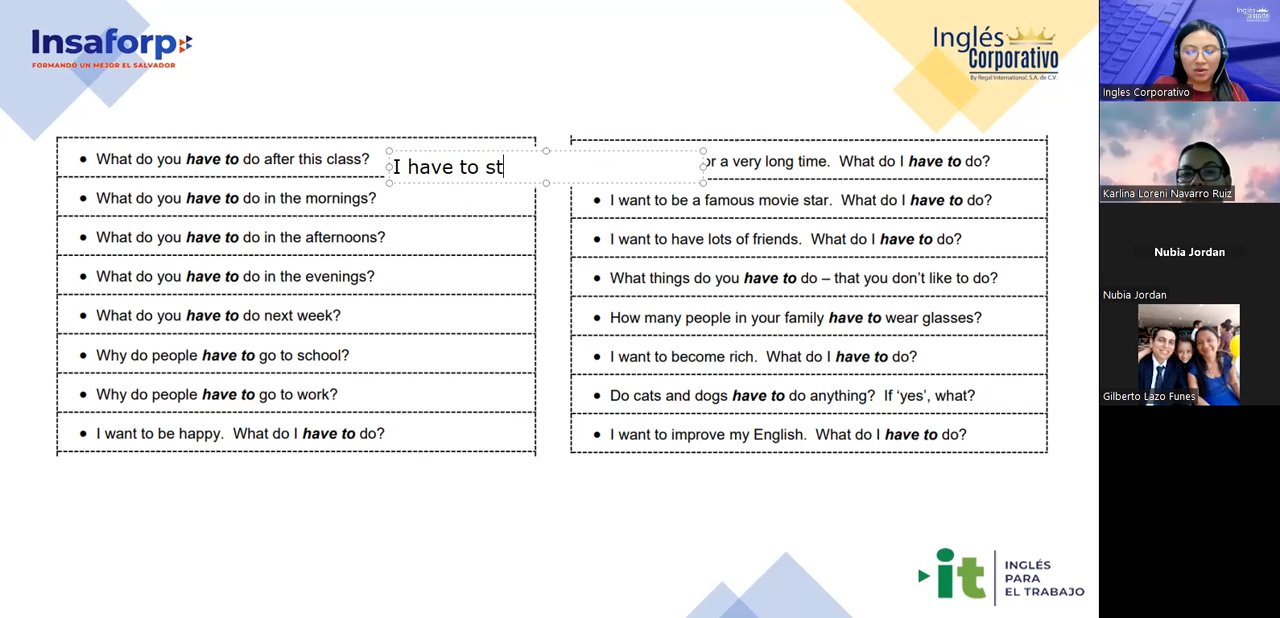 Insaforp
FORMANDO UN MEJOR EL SALVADOR
Inglés
Corporativo
By Regal International, S.A. de C.V.
• What do you have to do after this class?
• What do you have to do in the mornings?
• What do you have to do in the afternoons?
• What do you have to do in the evenings?
• What do you have to do next week?
• Why do people have to go to school?
• Why do people have to go to work?
• I want to be happy. What do I have to do?
I have to st
or a very long time. What do I have to do?
• I want to be a famous movie star. What do I have to do?
• I want to have lots of friends. What do I have to do?
• What things do you have to do – that you don't like to do?
• How many people in your family have to wear glasses?
• I want to become rich. What do I have to do?
• Do cats and dogs have to do anything? If 'yes', what?
• I want to improve my English. What do I have to do?
it
INGLÉS
PARA
EL TRABAJO
Inglés
Corporativo
Ingles Corporativo
Karlina Loreni Navarro Ruiz
Nubia Jordan
Nubia Jordan
Gilberto Lazo Funes